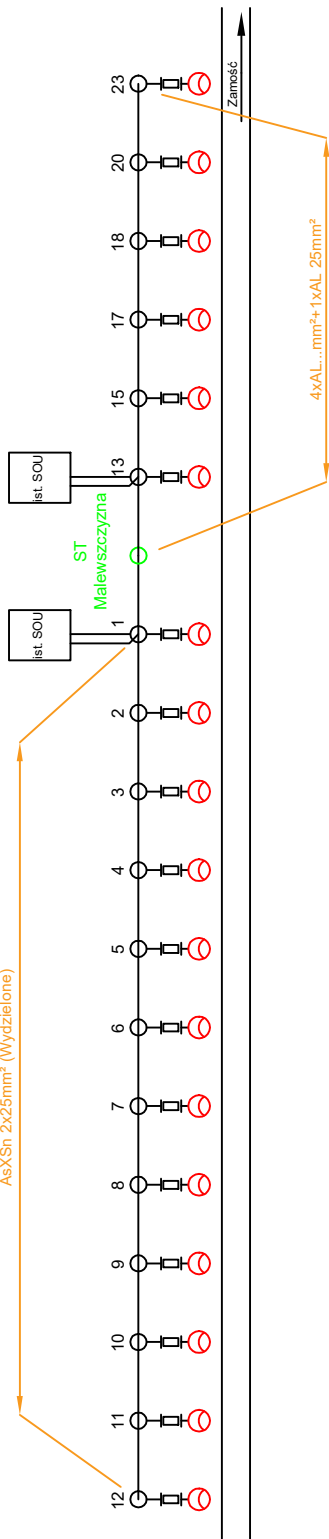 Zamość
23
20
18
17
15
13
ist. SOU
ST
Malewszczyzna
4xAL...mm²+1xAL 25mm²
1
ist. SOU
2
3
4
5
6
7
8
9
10
11
12
AsXSn 2x25mm² (Wydzielone)